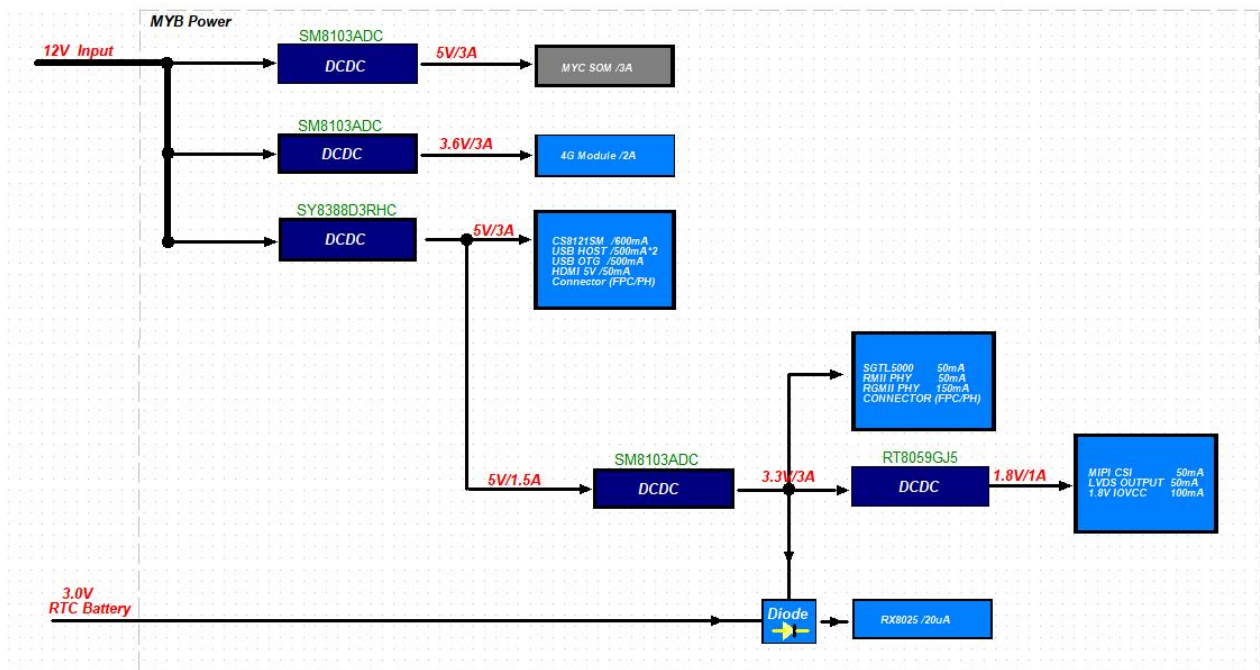 MYB Power
12V Input
SM8103ADC
DCDC
5V/3A
MYC SOM /3A
SM8103ADC
DCDC
3.6V/3A
4G Module /2A
SY8388D3RHC
DCDC
5V/3A
CS8121SM /600mA
USB HOST /500mA*2
USB OTG /500mA
HDMI 5V /50mA
Connector (FPC/PH)
SGTL5000 50mA
RMII PHY 50mA
RGMII PHY 150mA
CONNECTOR (FPC/PH)
5V/1.5A
SM8103ADC
DCDC
3.3V/3A
RT8059GJ5
DCDC
1.8V/1A
MIPI CSI 50mA
LVDS OUTPUT 50mA
1.8V IOVCC 100mA
3.0V
RTC Battery
Diode
RX8025 /20uA